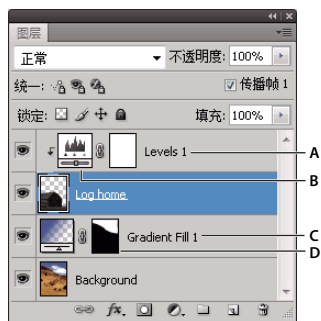 图层
正常 不透明度: 100%
统一: 传播帧 1
锁定: 填充: 100%
Levels 1 A
B
Log home
Gradient Fill 1 C
D
Background
fx.